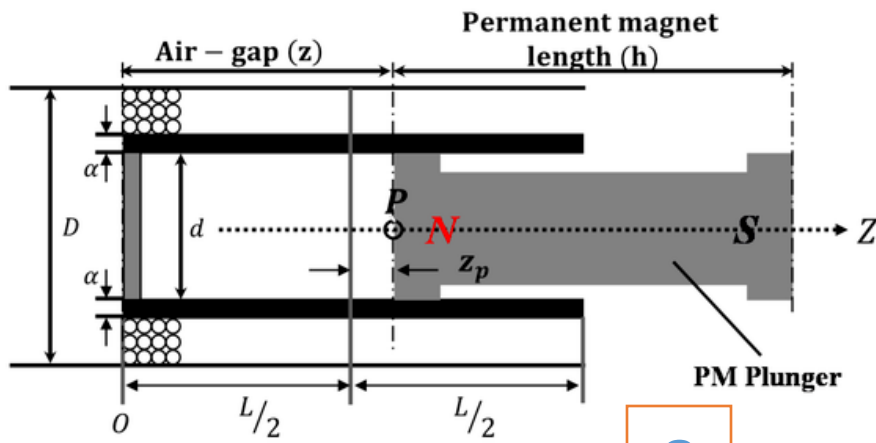 Permanent magnet
length (h)
Air − gap (z)
α
D
d
P
N
S
Z
z_p
α
PM Plunger
O
L/2
L/2